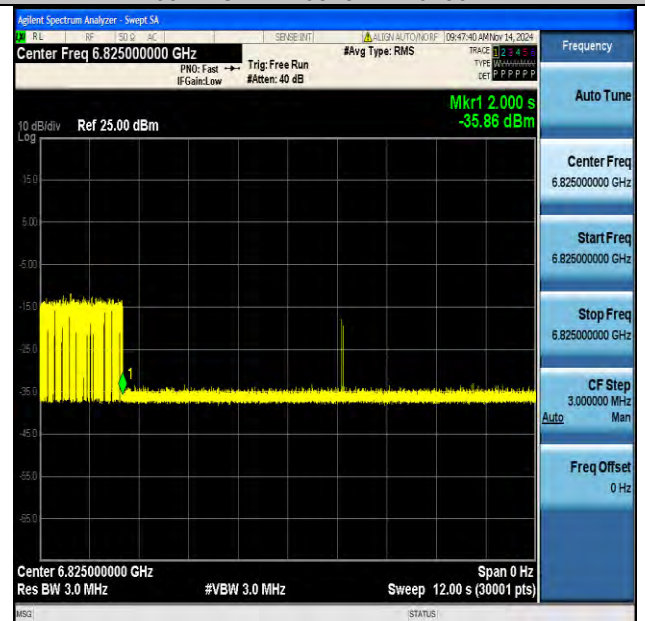 Agilent Spectrum Analyzer - Swept SA
RL RF 50 Ω AC SENSE:INT ALIGN AUTO/NO RF 09:47:40 AM Nov 14, 2024
Center Freq 6.825000000 GHz #Avg Type: RMS TRACE 1 2 3 4 5 6
PNO: Fast Trig: Free Run TYPE
IFGain:Low #Atten: 40 dB DET P P P P P P
Mkr1 2.000 s
-35.86 dBm
10 dB/div Ref 25.00 dBm
Log
15.0
5.00
-5.00
-15.0
-25.0
-35.0
-45.0
-55.0
-65.0
1
Center 6.825000000 GHz Span 0 Hz
Res BW 3.0 MHz #VBW 3.0 MHz Sweep 12.00 s (30001 pts)
MSG STATUS
Frequency
Auto Tune
Center Freq
6.825000000 GHz
Start Freq
6.825000000 GHz
Stop Freq
6.825000000 GHz
CF Step
3.000000 MHz
Auto Man
Freq Offset
0 Hz